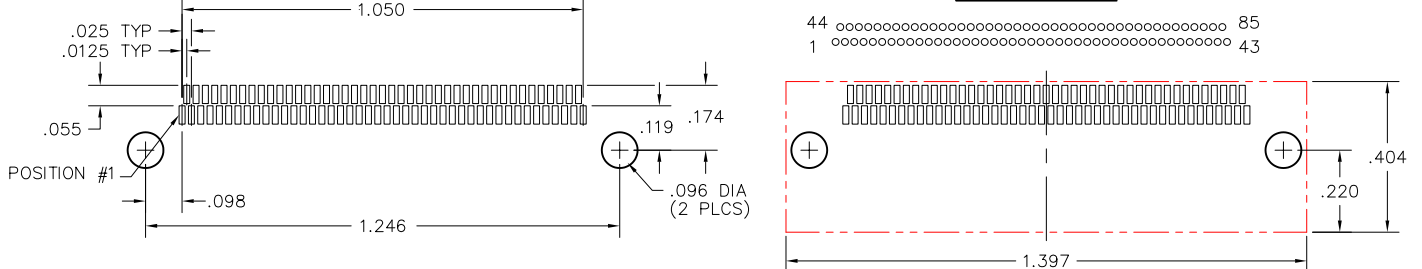 1.050
.025 TYP
.0125 TYP
.055
POSITION #1
.098
1.246
.119
.174
.096 DIA
(2 PLCS)
44
85
1
43
.404
.220
1.397